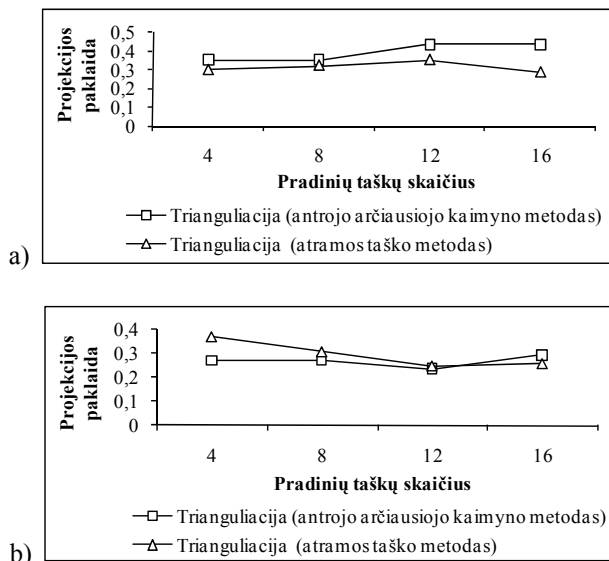 0,5
0,4
0,3
0,2
0,1
0
Projekcijos
paklaida
4 8 12 16
Pradinių taškų skaičius
Trianguliacija (antrojo arčiausiojo kaimyno metodas)
Trianguliacija (atramos taško metodas)
a)
0,4
0,3
0,2
0,1
0
Projekcijos
paklaida
4 8 12 16
Pradinių taškų skaičius
Trianguliacija (antrojo arčiausiojo kaimyno metodas)
Trianguliacija (atramos taško metodas)
b)